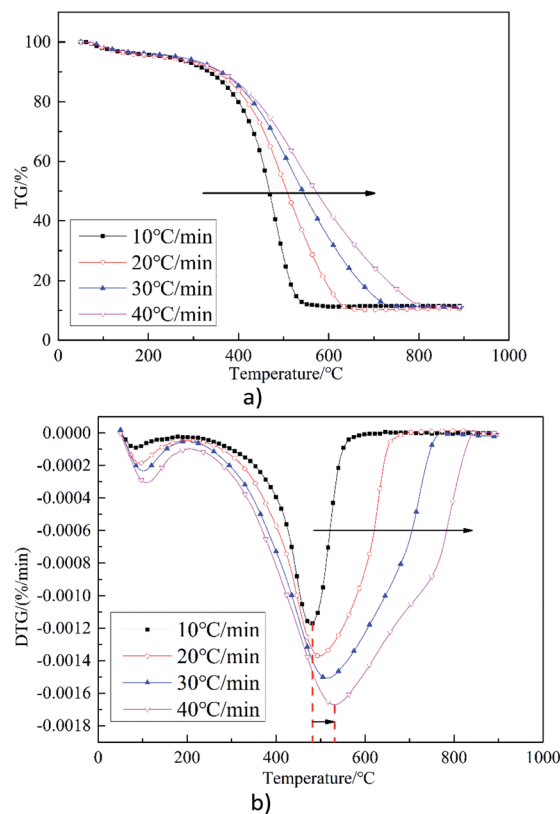 100
80
60
40
20
0
TG/%
10℃/min
20℃/min
30℃/min
40℃/min
0 200 400 600 800 1000
Temperature/℃
a)
0.0000
-0.0002
-0.0004
-0.0006
-0.0008
-0.0010
-0.0012
-0.0014
-0.0016
-0.0018
DTG/(%/min)
10℃/min
20℃/min
30℃/min
40℃/min
0 200 400 600 800 1000
Temperature/℃
b)